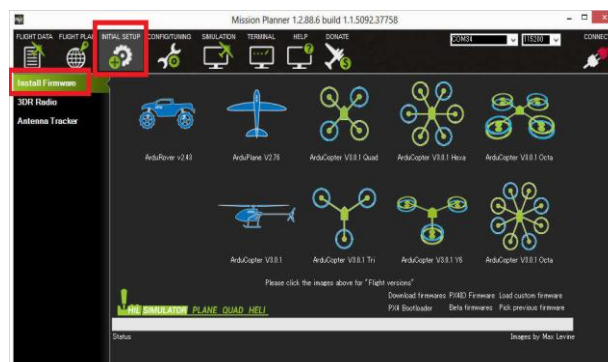 Mission Planner 1.2.88.6 build 1.1.5092.37758
FLIGHT DATA FLIGHT PLAN INITIAL SETUP CONFIG/TUNING SIMULATION TERMINAL HELP DONATE COM34 115200 CONNECT
Install Firmware
3DR Radio
Antenna Tracker
ArduRover v2.43 ArduPlane V2.76 ArduCopter V3.0.1 Quad ArduCopter V3.0.1 Hexa ArduCopter V3.0.1 Octa
ArduCopter V3.0.1 ArduCopter V3.0.1 Tri ArduCopter V3.0.1 Y6 ArduCopter V3.0.1 Octa
Please click the images above for "Flight versions"
Download firmwares PX4IO Firmware Load custom firmware
HIL SIMULATOR PLANE QUAD HELI PX4 Bootloader Beta firmwares Pick previous firmware
Status Images by Max Levine